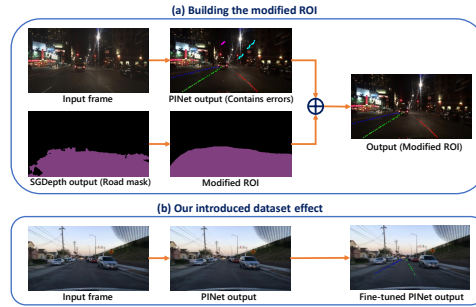 (a) Building the modified ROI
Input frame
PINet output (Contains errors)
SGDepth output (Road mask)
Modified ROI
Output (Modified ROI)
(b) Our introduced dataset effect
Input frame
PINet output
Fine-tuned PINet output